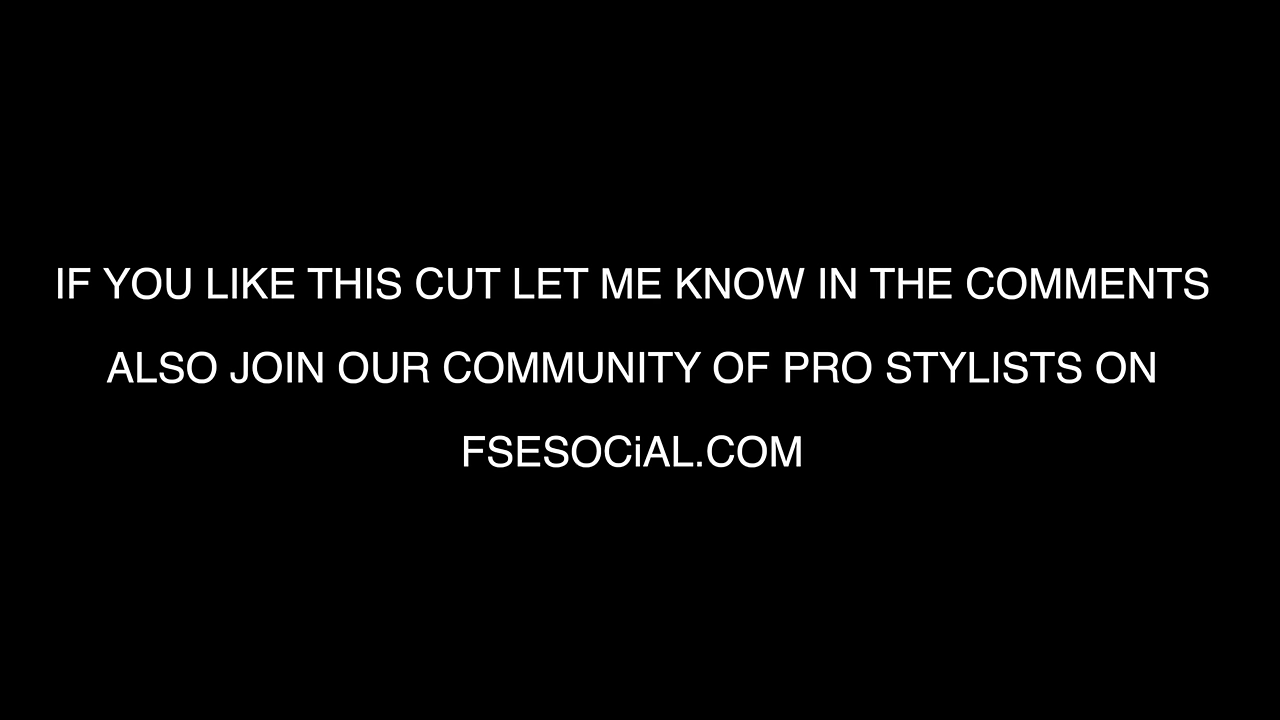 IF YOU LIKE THIS CUT LET ME KNOW IN THE COMMENTS
ALSO JOIN OUR COMMUNITY OF PRO STYLISTS ON
FSESOCiAL.COM